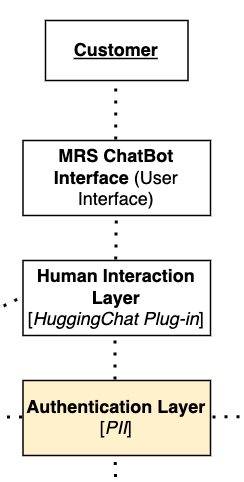 Customer
MRS ChatBot
Interface (User
Interface)
Human Interaction
Layer
[HuggingChat Plug-in]
Authentication Layer
[PII]